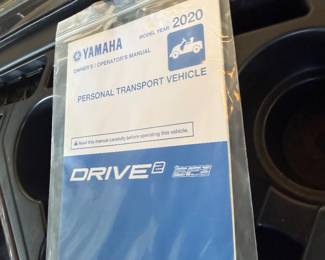 YAMAHA
MODEL YEAR 2020
OWNER'S / OPERATOR'S MANUAL
PERSONAL TRANSPORT VEHICLE
Read this manual carefully before operating this vehicle.
DRIVE2